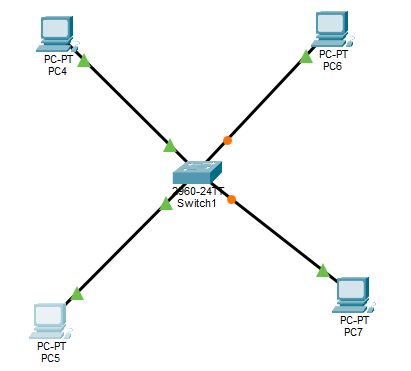 PC-PT
PC4
PC-PT
PC6
2960-24TT
Switch1
PC-PT
PC5
PC-PT
PC7